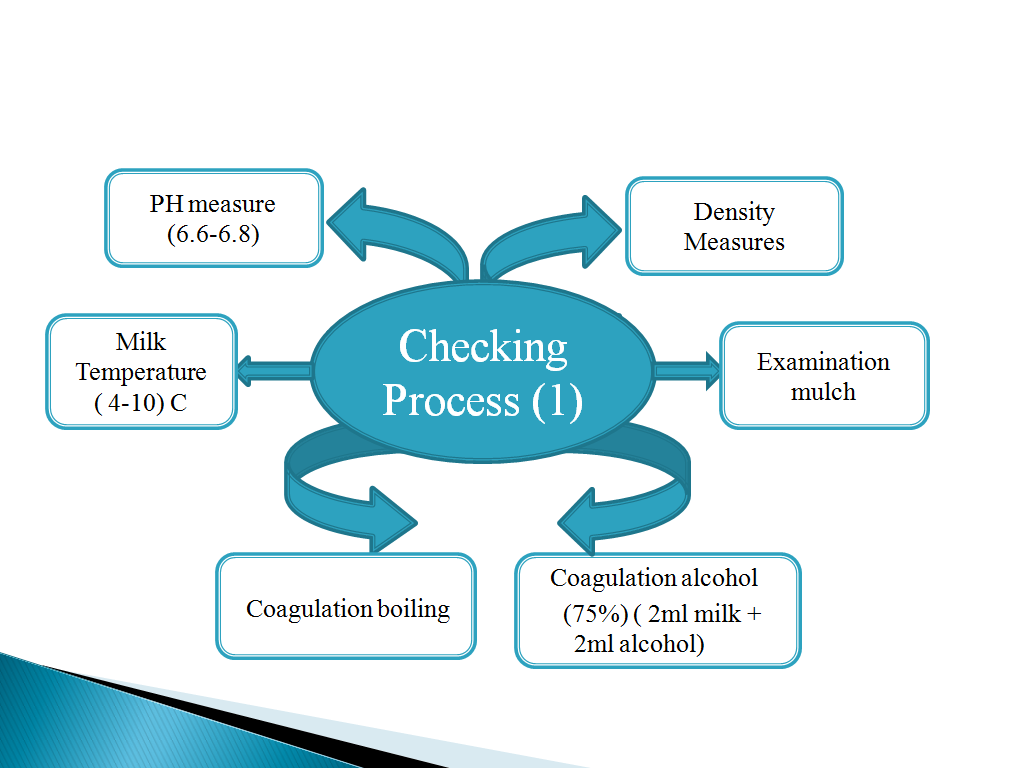 PH measure
(6.6-6.8)
Density
Measures
Milk
Temperature
( 4-10) C
Checking
Process (1)
Examination
mulch
Coagulation boiling
Coagulation alcohol
(75%) ( 2ml milk +
2ml alcohol)